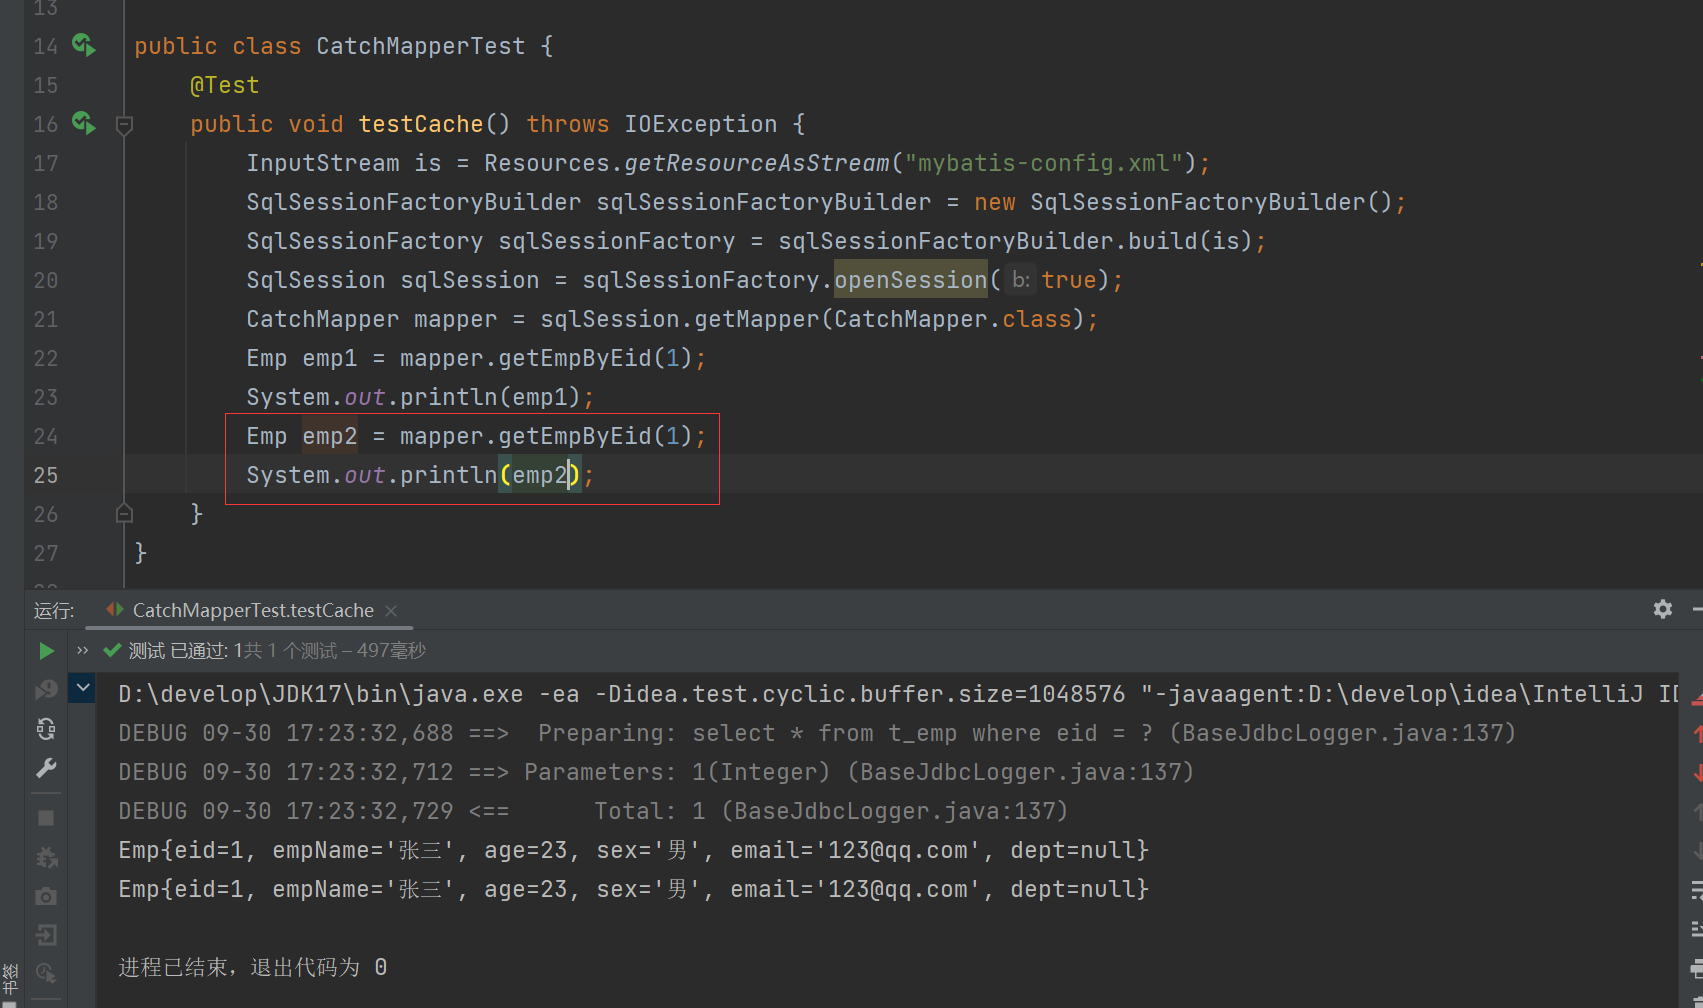 13
14 public class CatchMapperTest {
15 @Test
16 public void testCache() throws IOException {
17 InputStream is = Resources.getResourceAsStream("mybatis-config.xml");
18 SqlSessionFactoryBuilder sqlSessionFactoryBuilder = new SqlSessionFactoryBuilder();
19 SqlSessionFactory sqlSessionFactory = sqlSessionFactoryBuilder.build(is);
20 SqlSession sqlSession = sqlSessionFactory.openSession( b: true);
21 CatchMapper mapper = sqlSession.getMapper(CatchMapper.class);
22 Emp emp1 = mapper.getEmpByEid(1);
23 System.out.println(emp1);
24 Emp emp2 = mapper.getEmpByEid(1);
25 System.out.println(emp2);
26 }
27 }
运行: CatchMapperTest.testCache
测试 已通过: 1共 1 个测试 – 497毫秒
D:\develop\JDK17\bin\java.exe -ea -Didea.test.cyclic.buffer.size=1048576 "-javaagent:D:\develop\idea\IntelliJ
DEBUG 09-30 17:23:32,688 ==>  Preparing: select * from t_emp where eid = ? (BaseJdbcLogger.java:137)
DEBUG 09-30 17:23:32,712 ==> Parameters: 1(Integer) (BaseJdbcLogger.java:137)
DEBUG 09-30 17:23:32,729 <==      Total: 1 (BaseJdbcLogger.java:137)
Emp{eid=1, empName='张三', age=23, sex='男', email='123@qq.com', dept=null}
Emp{eid=1, empName='张三', age=23, sex='男', email='123@qq.com', dept=null}
进程已结束，退出代码为 0
书签